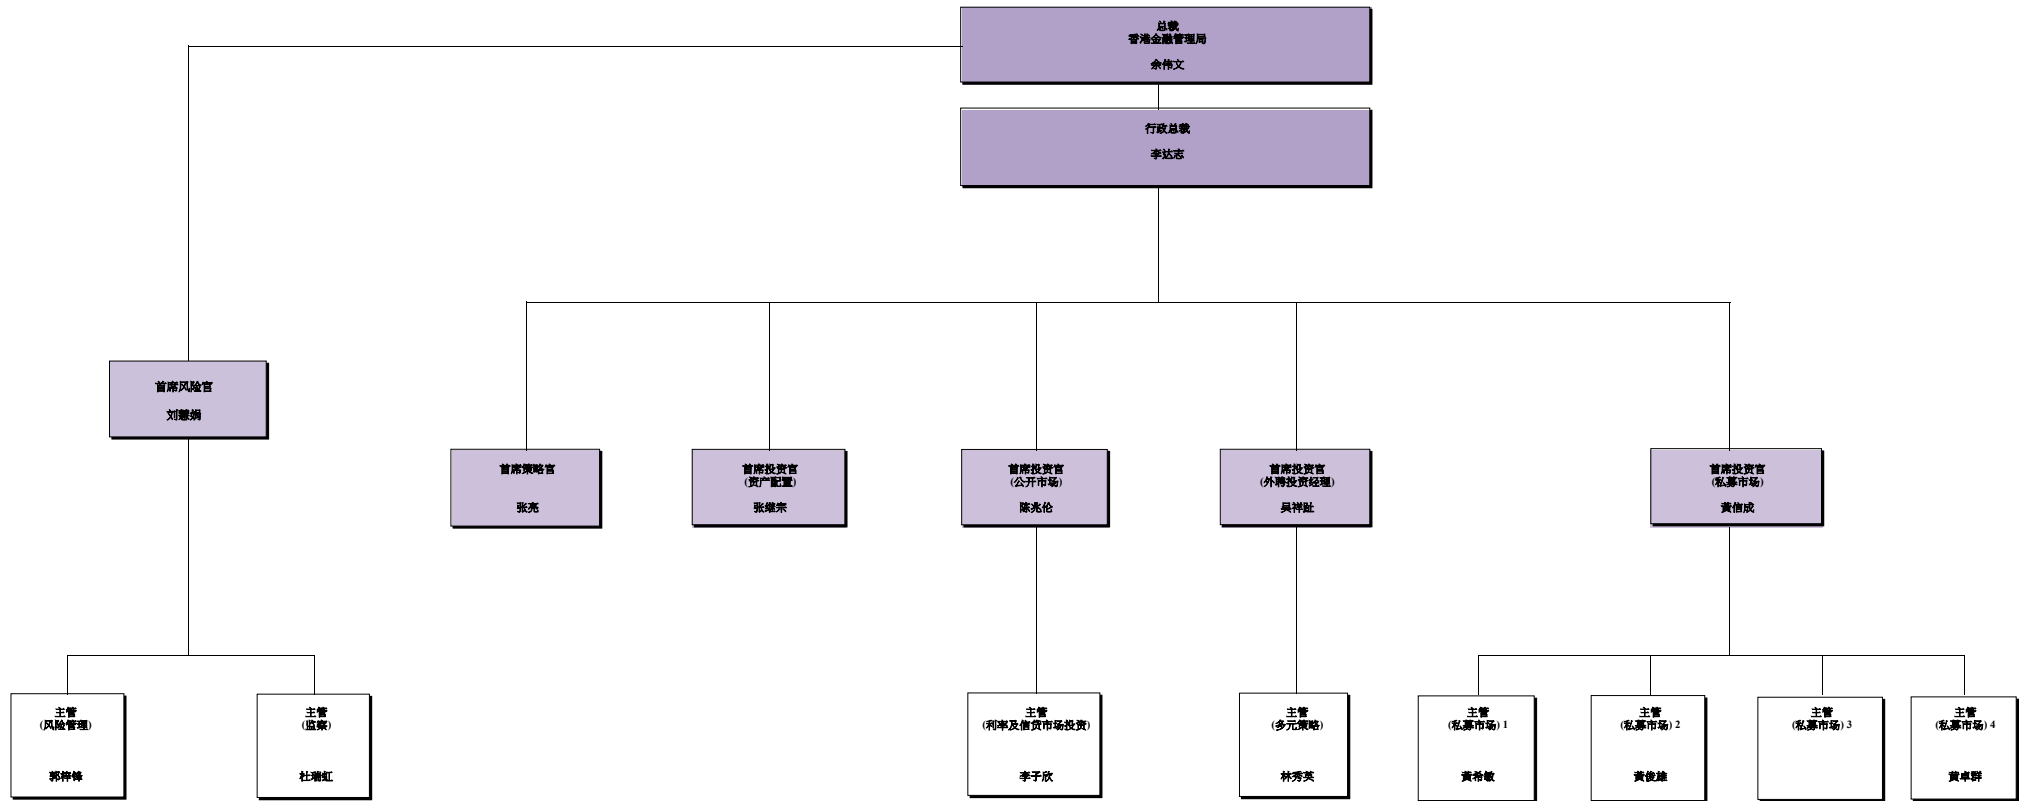 总裁
香港金融管理局
余伟文
行政总裁
李达志
首席风险官
刘慧娟
首席策略官
张亮
首席投资官
(资产配置)
张继宗
首席投资官
(公开市场)
陈兆伦
首席投资官
(外聘投资经理)
吴祥趾
首席投资官
(私募市场)
黄信成
主管
(风险管理)
郭梓锋
主管
(监察)
杜瑞虹
主管
(利率及信贷市场投资)
李子欣
主管
(多元策略)
林秀英
主管
(私募市场) 1
黄希敏
主管
(私募市场) 2
黄俊雄
主管
(私募市场) 3
主管
(私募市场) 4
黄卓群